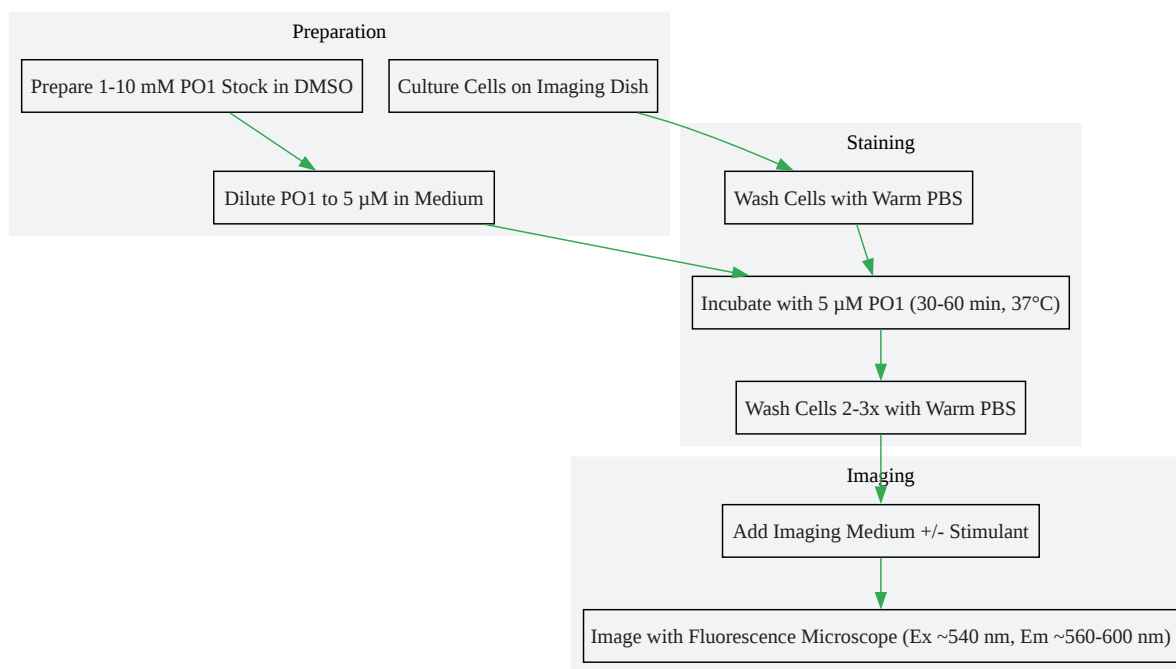 Preparation
Prepare 1-10 mM PO1 Stock in DMSO
Culture Cells on Imaging Dish
Dilute PO1 to 5 µM in Medium
Staining
Wash Cells with Warm PBS
Incubate with 5 µM PO1 (30-60 min, 37°C)
Wash Cells 2-3x with Warm PBS
Imaging
Add Imaging Medium +/- Stimulant
Image with Fluorescence Microscope (Ex ~540 nm, Em ~560-600 nm)